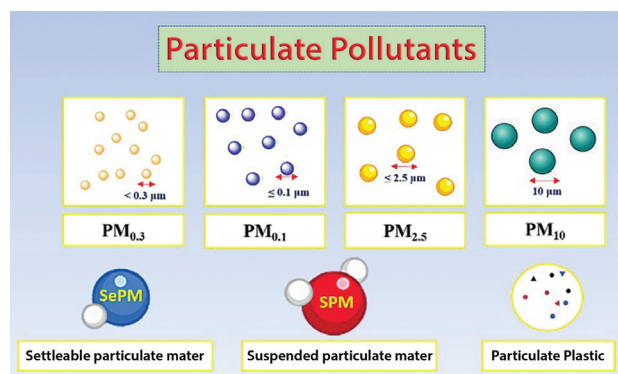 Particulate Pollutants
< 0.3 μm
≤ 0.1 μm
≤ 2.5 μm
10 μm
PM0.3
PM0.1
PM2.5
PM10
SePM
SPM
Settleable particulate mater
Suspended particulate mater
Particulate Plastic